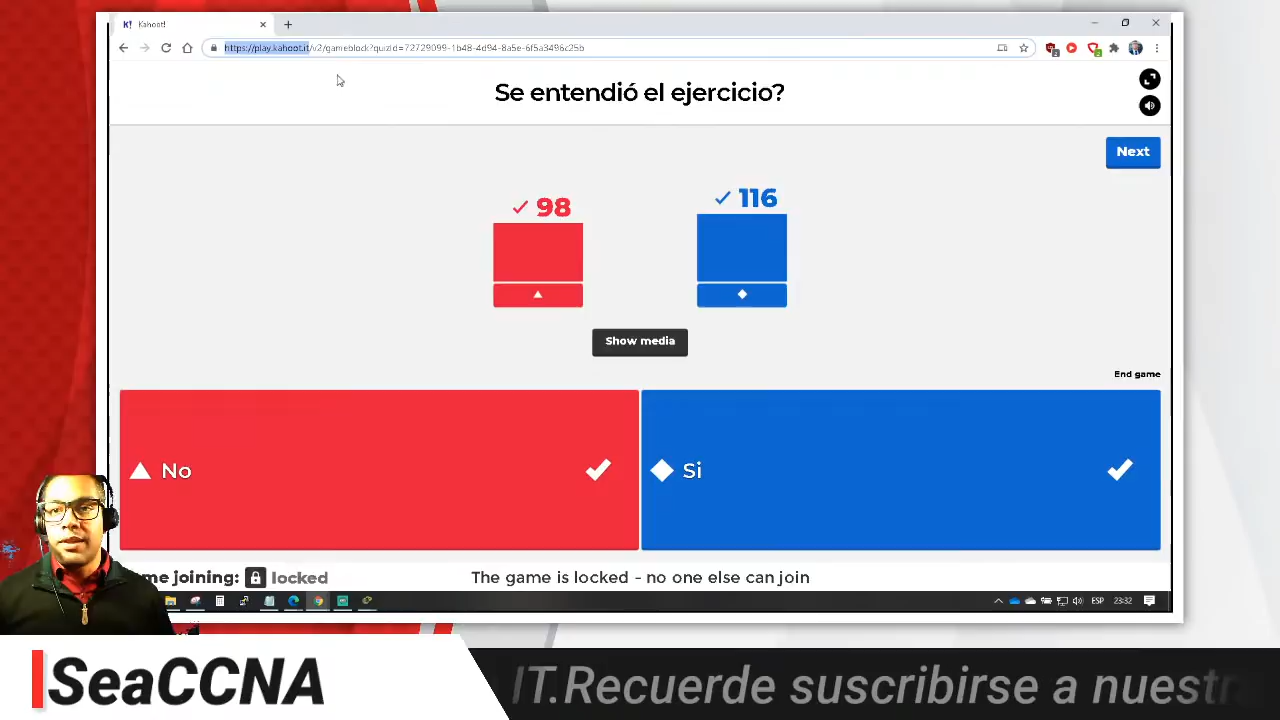 Kahoot!
https://play.kahoot.it/v2/gameblock?quizId=72729099-1b48-4d94-8a5e-6f5a3496c25b
Se entendió el ejercicio?
Next
98
116
Show media
End game
No
Si
me joining: locked
The game is locked - no one else can join
ESP
23:32
SeaCCNA
IT.Recuerde suscribirse a nuestr